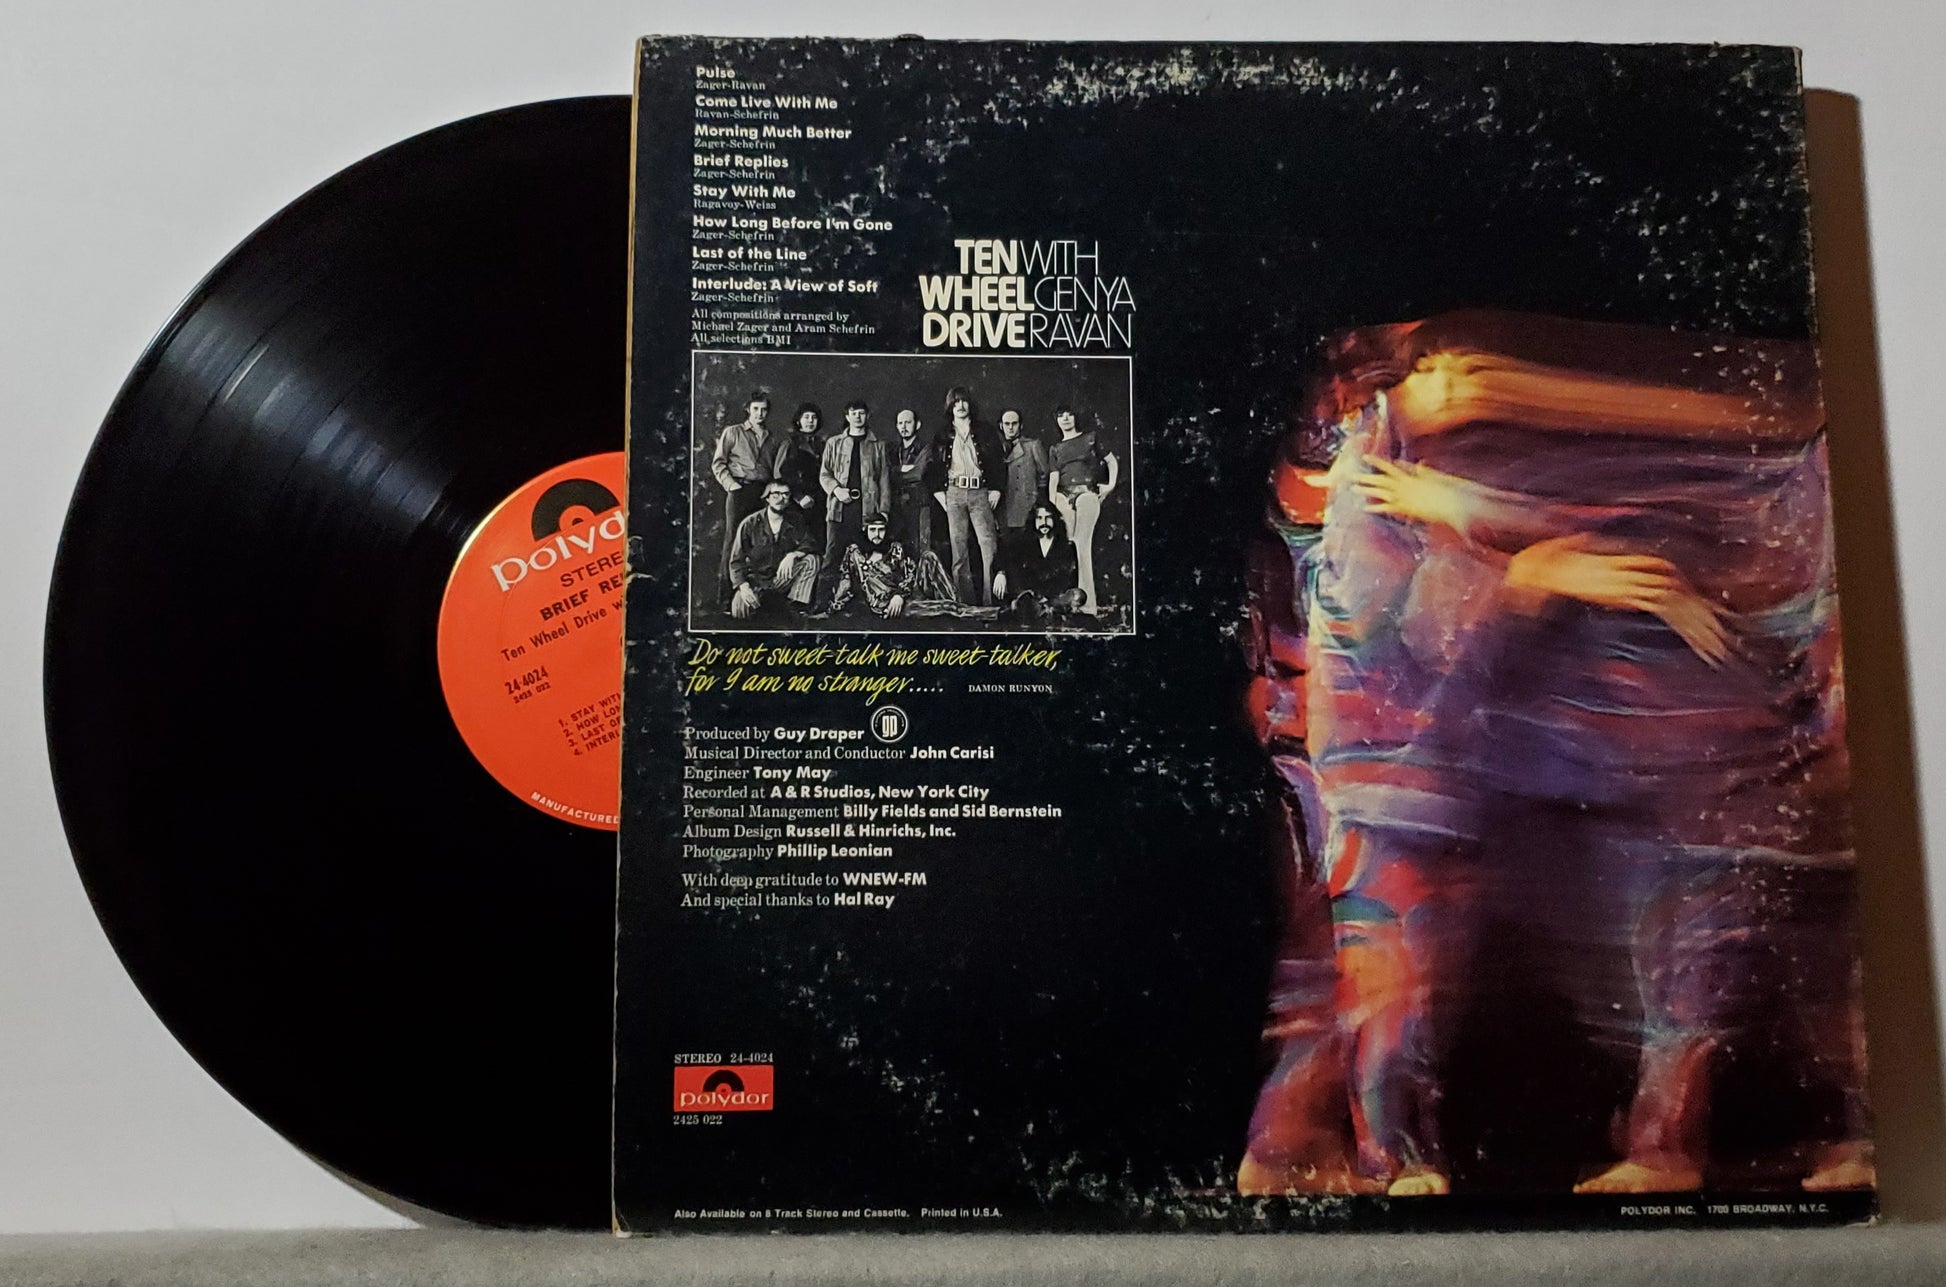 Pulse
Zager-Ravan
Come Live With Me
Ravan-Schefrin
Morning Much Better
Zager-Schefrin
Brief Replies
Zager-Schefrin
Stay With Me
Ragavoy-Weiss
How Long Before I'm Gone
Zager-Schefrin
Last of the Line
Zager-Schefrin
Interlude: A View of Soft
Zager-Schefrin
All compositions arranged by
Michael Zager and Aram Schefrin
All selections BMI
TEN WITH
WHEEL GENYA
DRIVE RAVAN
Do not sweet-talk me sweet-talker,
for I am no stranger.....
DAMON RUNYON
Produced by Guy Draper gp
Musical Director and Conductor John Carisi
Engineer Tony May
Recorded at A & R Studios, New York City
Personal Management Billy Fields and Sid Bernstein
Album Design Russell & Hinrichs, Inc.
Photography Phillip Leonian
With deep gratitude to WNEW-FM
And special thanks to Hal Ray
STEREO 24-4024
polydor
2425 022
Also Available on 8 Track Stereo and Cassette. Printed in U.S.A.
POLYDOR INC. 1700 BROADWAY, N.Y.C.
Polyd
STERE
BRIEF RE
Ten Wheel Drive w
24-4024
2425 022
1. STAY WIT
2. HOW LO
3. LAST O
4. INTERL
MANUFACTURED